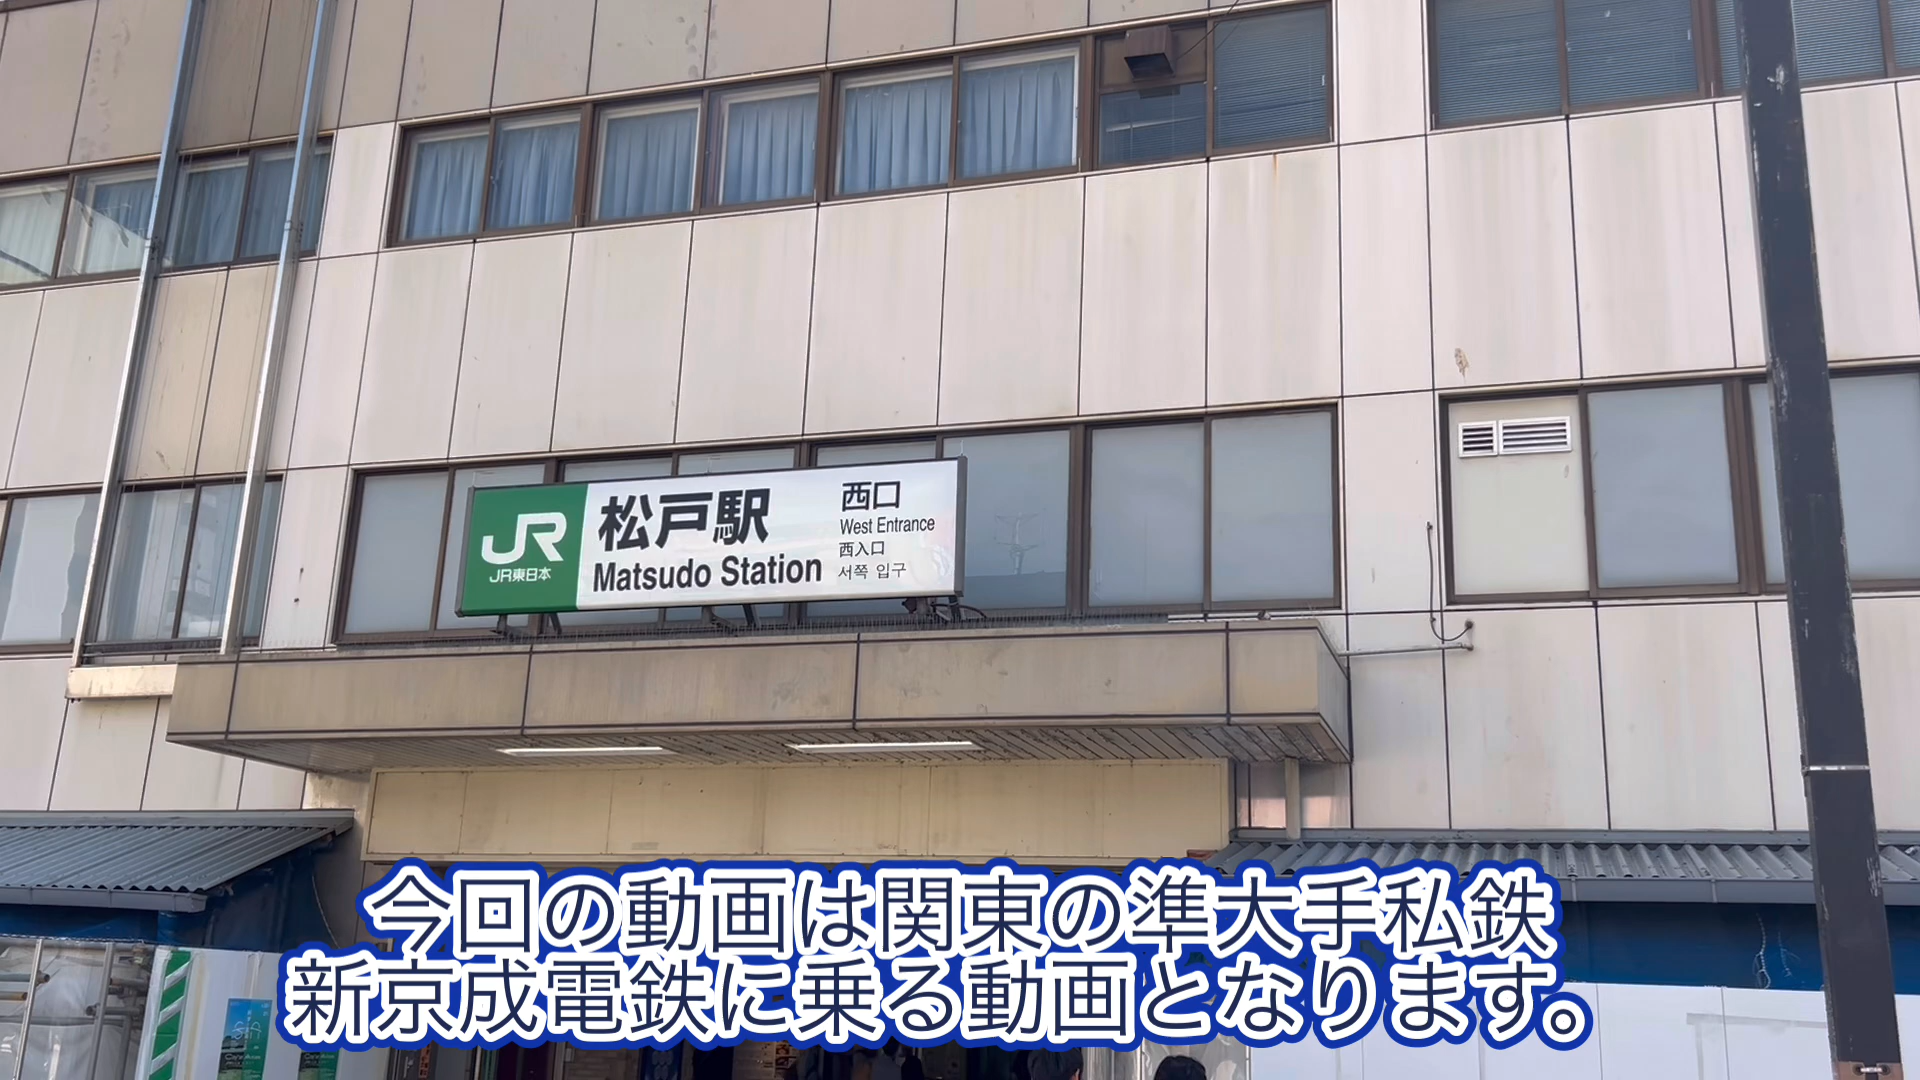 JR
JR東日本
松戸駅
Matsudo Station
西口
West Entrance
西入口
서쪽 입구
今回の動画は関東の準大手私鉄
新京成電鉄に乗る動画となります。